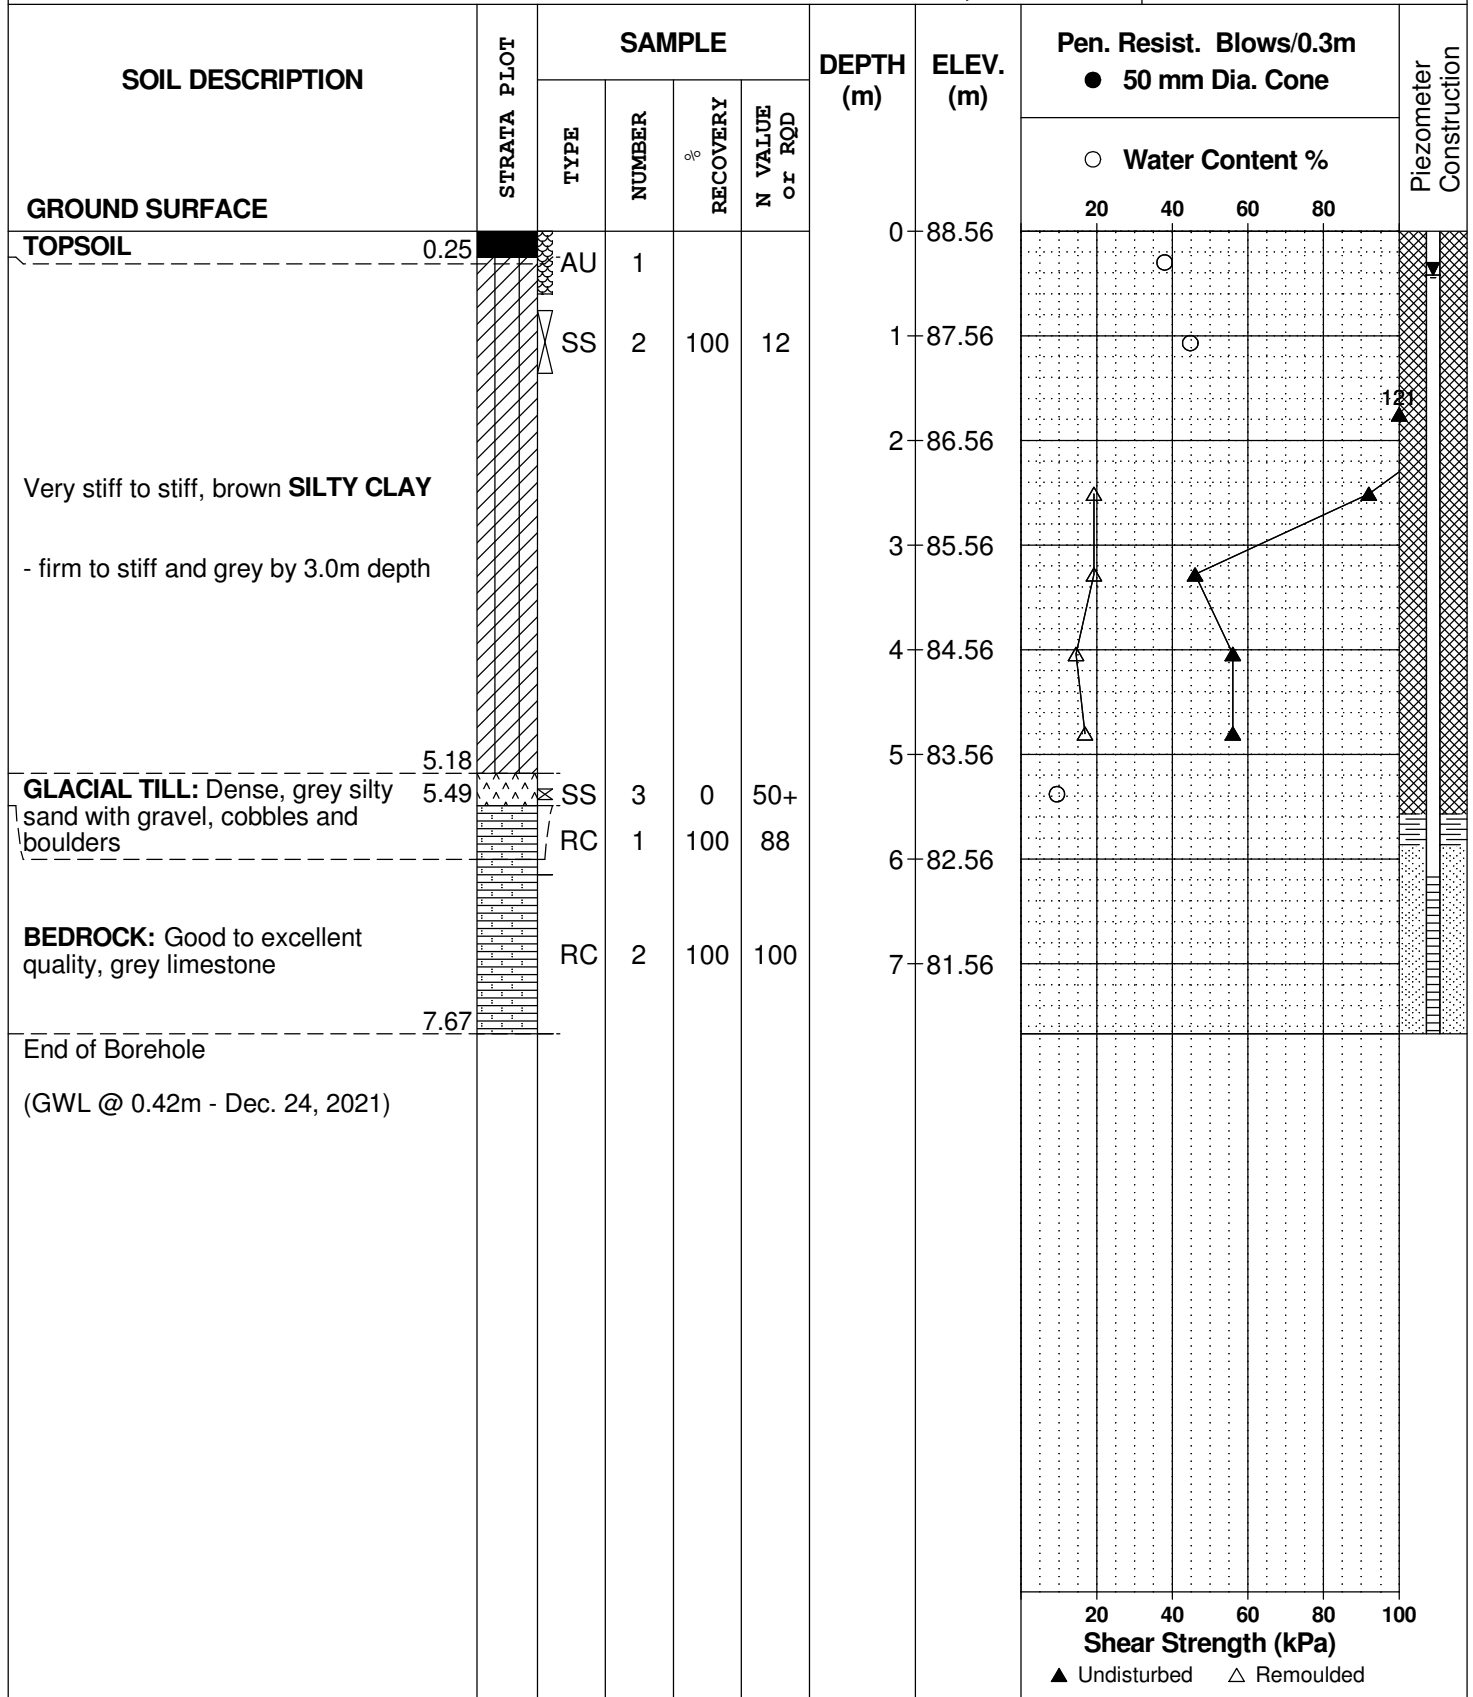 SOIL DESCRIPTION
GROUND SURFACE
STRATA PLOT
SAMPLE
TYPE
NUMBER
% RECOVERY
N VALUE or RQD
DEPTH (m)
ELEV. (m)
Pen. Resist. Blows/0.3m
● 50 mm Dia. Cone
○ Water Content %
20 40 60 80
Piezometer Construction
0 88.56
TOPSOIL 0.25
AU 1
SS 2 100 12
1 87.56
121
2 86.56
Very stiff to stiff, brown SILTY CLAY
3 85.56
- firm to stiff and grey by 3.0m depth
4 84.56
5 83.56
5.18
GLACIAL TILL: Dense, grey silty 5.49
sand with gravel, cobbles and
boulders
SS 3 0 50+
RC 1 100 88
6 82.56
BEDROCK: Good to excellent
quality, grey limestone
RC 2 100 100
7 81.56
7.67
End of Borehole
(GWL @ 0.42m - Dec. 24, 2021)
20 40 60 80 100
Shear Strength (kPa)
▲ Undisturbed △ Remoulded